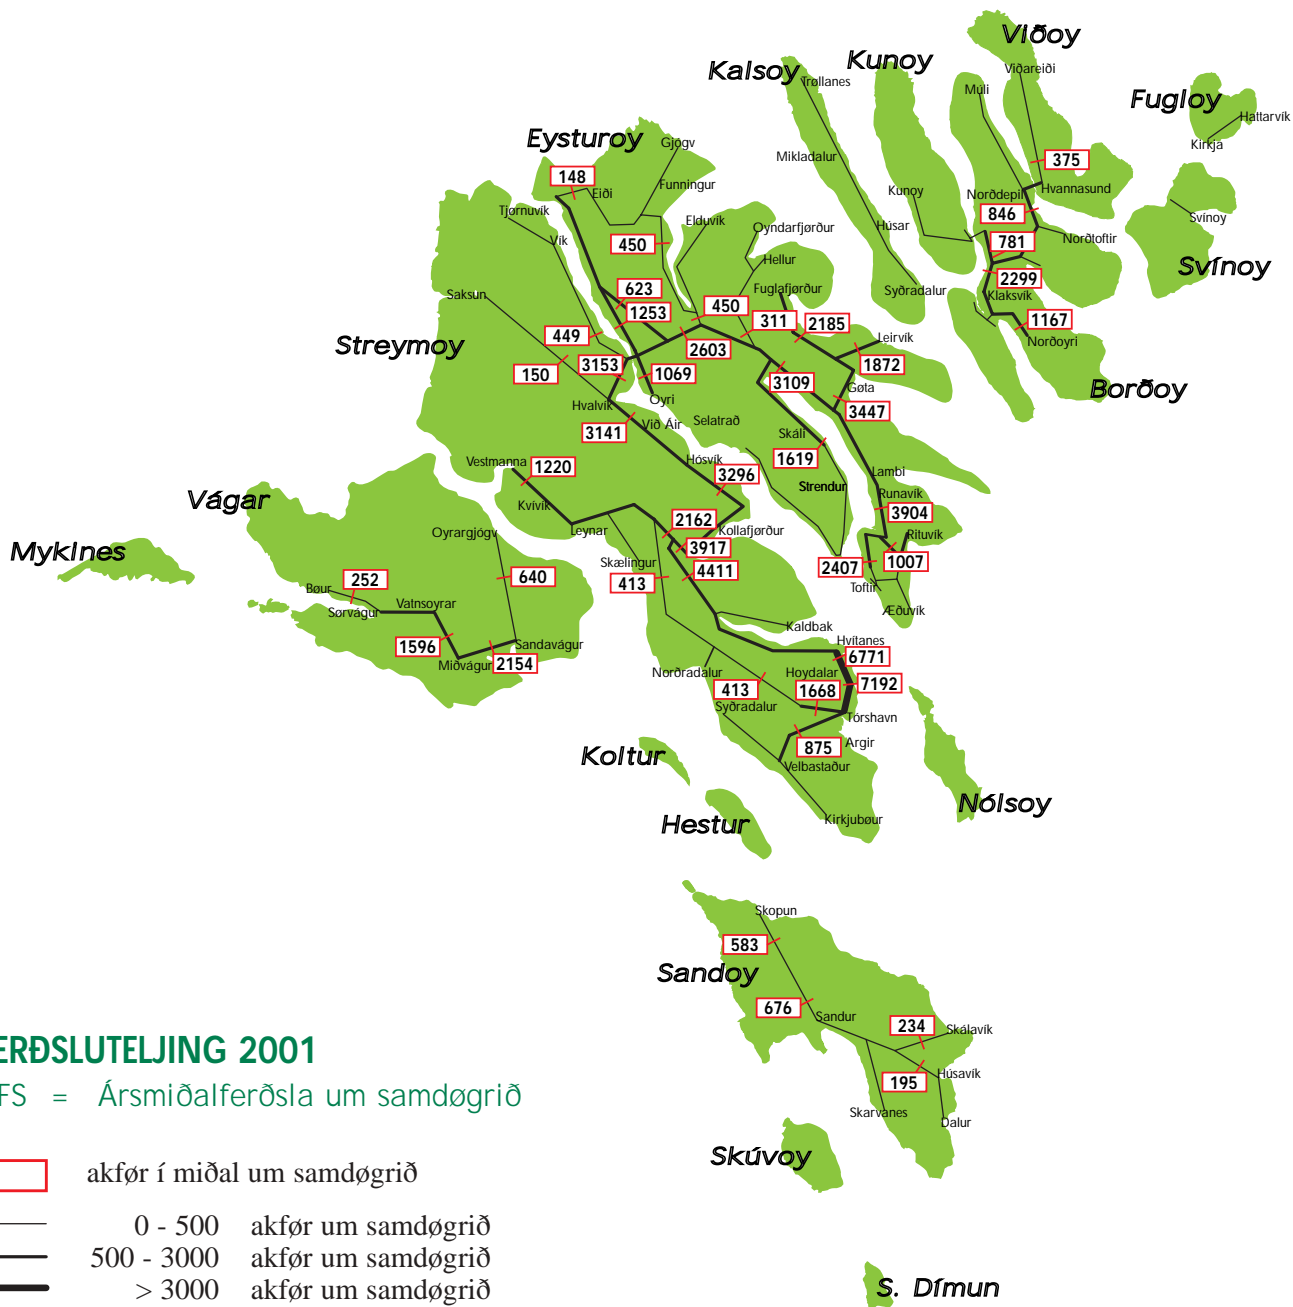 Viðoy
Kunoy
Kalsoy
Viðareiði
Trøllanes
Múli
Fugloy
Hattarvík
Eysturoy
Gjógv
Kirkja
Mikladalur
375
148
Eiði
Funningur
Kunoy
Norðdepil
Hvannasund
Tjørnuvík
Elduvík
846
Svínoy
Oyndarfjørður
Húsar
Vík
450
781
Norðtoftir
Hellur
Svínoy
2299
Saksun
623
Fuglafjørður
Syðradalur
Klaksvík
1253
450
311
2185
1167
449
Leirvík
Norðoyri
Streymoy
2603
3153
1872
150
1069
3109
Gøta
Borðoy
Oyri
Hvalvík
3447
Við Áir
Selatrað
3141
Skáli
1619
Hósvík
Vestmanna
1220
Lambi
3296
Strendur
Runavík
Vágar
Kvívík
3904
2162
Oyrargjógv
Leynar
Kollafjørður
Rituvík
Mykines
3917
Skælingur
2407
1007
4411
252
640
413
Bøur
Toftir
Vatnsoyrar
Æðuvík
Sørvágur
Kaldbak
1596
Sandavágur
Hvítanes
2154
6771
Miðvágur
Norðradalur
Hoydalar
413
1668
7192
Syðradalur
Tórshavn
875
Argir
Koltur
Velbastaður
Nólsoy
Hestur
Kirkjubøur
Skopun
583
Sandoy
676
Sandur
234
Skálavík
ERÐSLUTELJING 2001
195
Húsavík
FS = Ársmiðalferðsla um samdøgrið
Skarvanes
Dalur
Skúvoy
akfør í miðal um samdøgrið
0 - 500 akfør um samdøgrið
500 - 3000 akfør um samdøgrið
> 3000 akfør um samdøgrið
S. Dímun